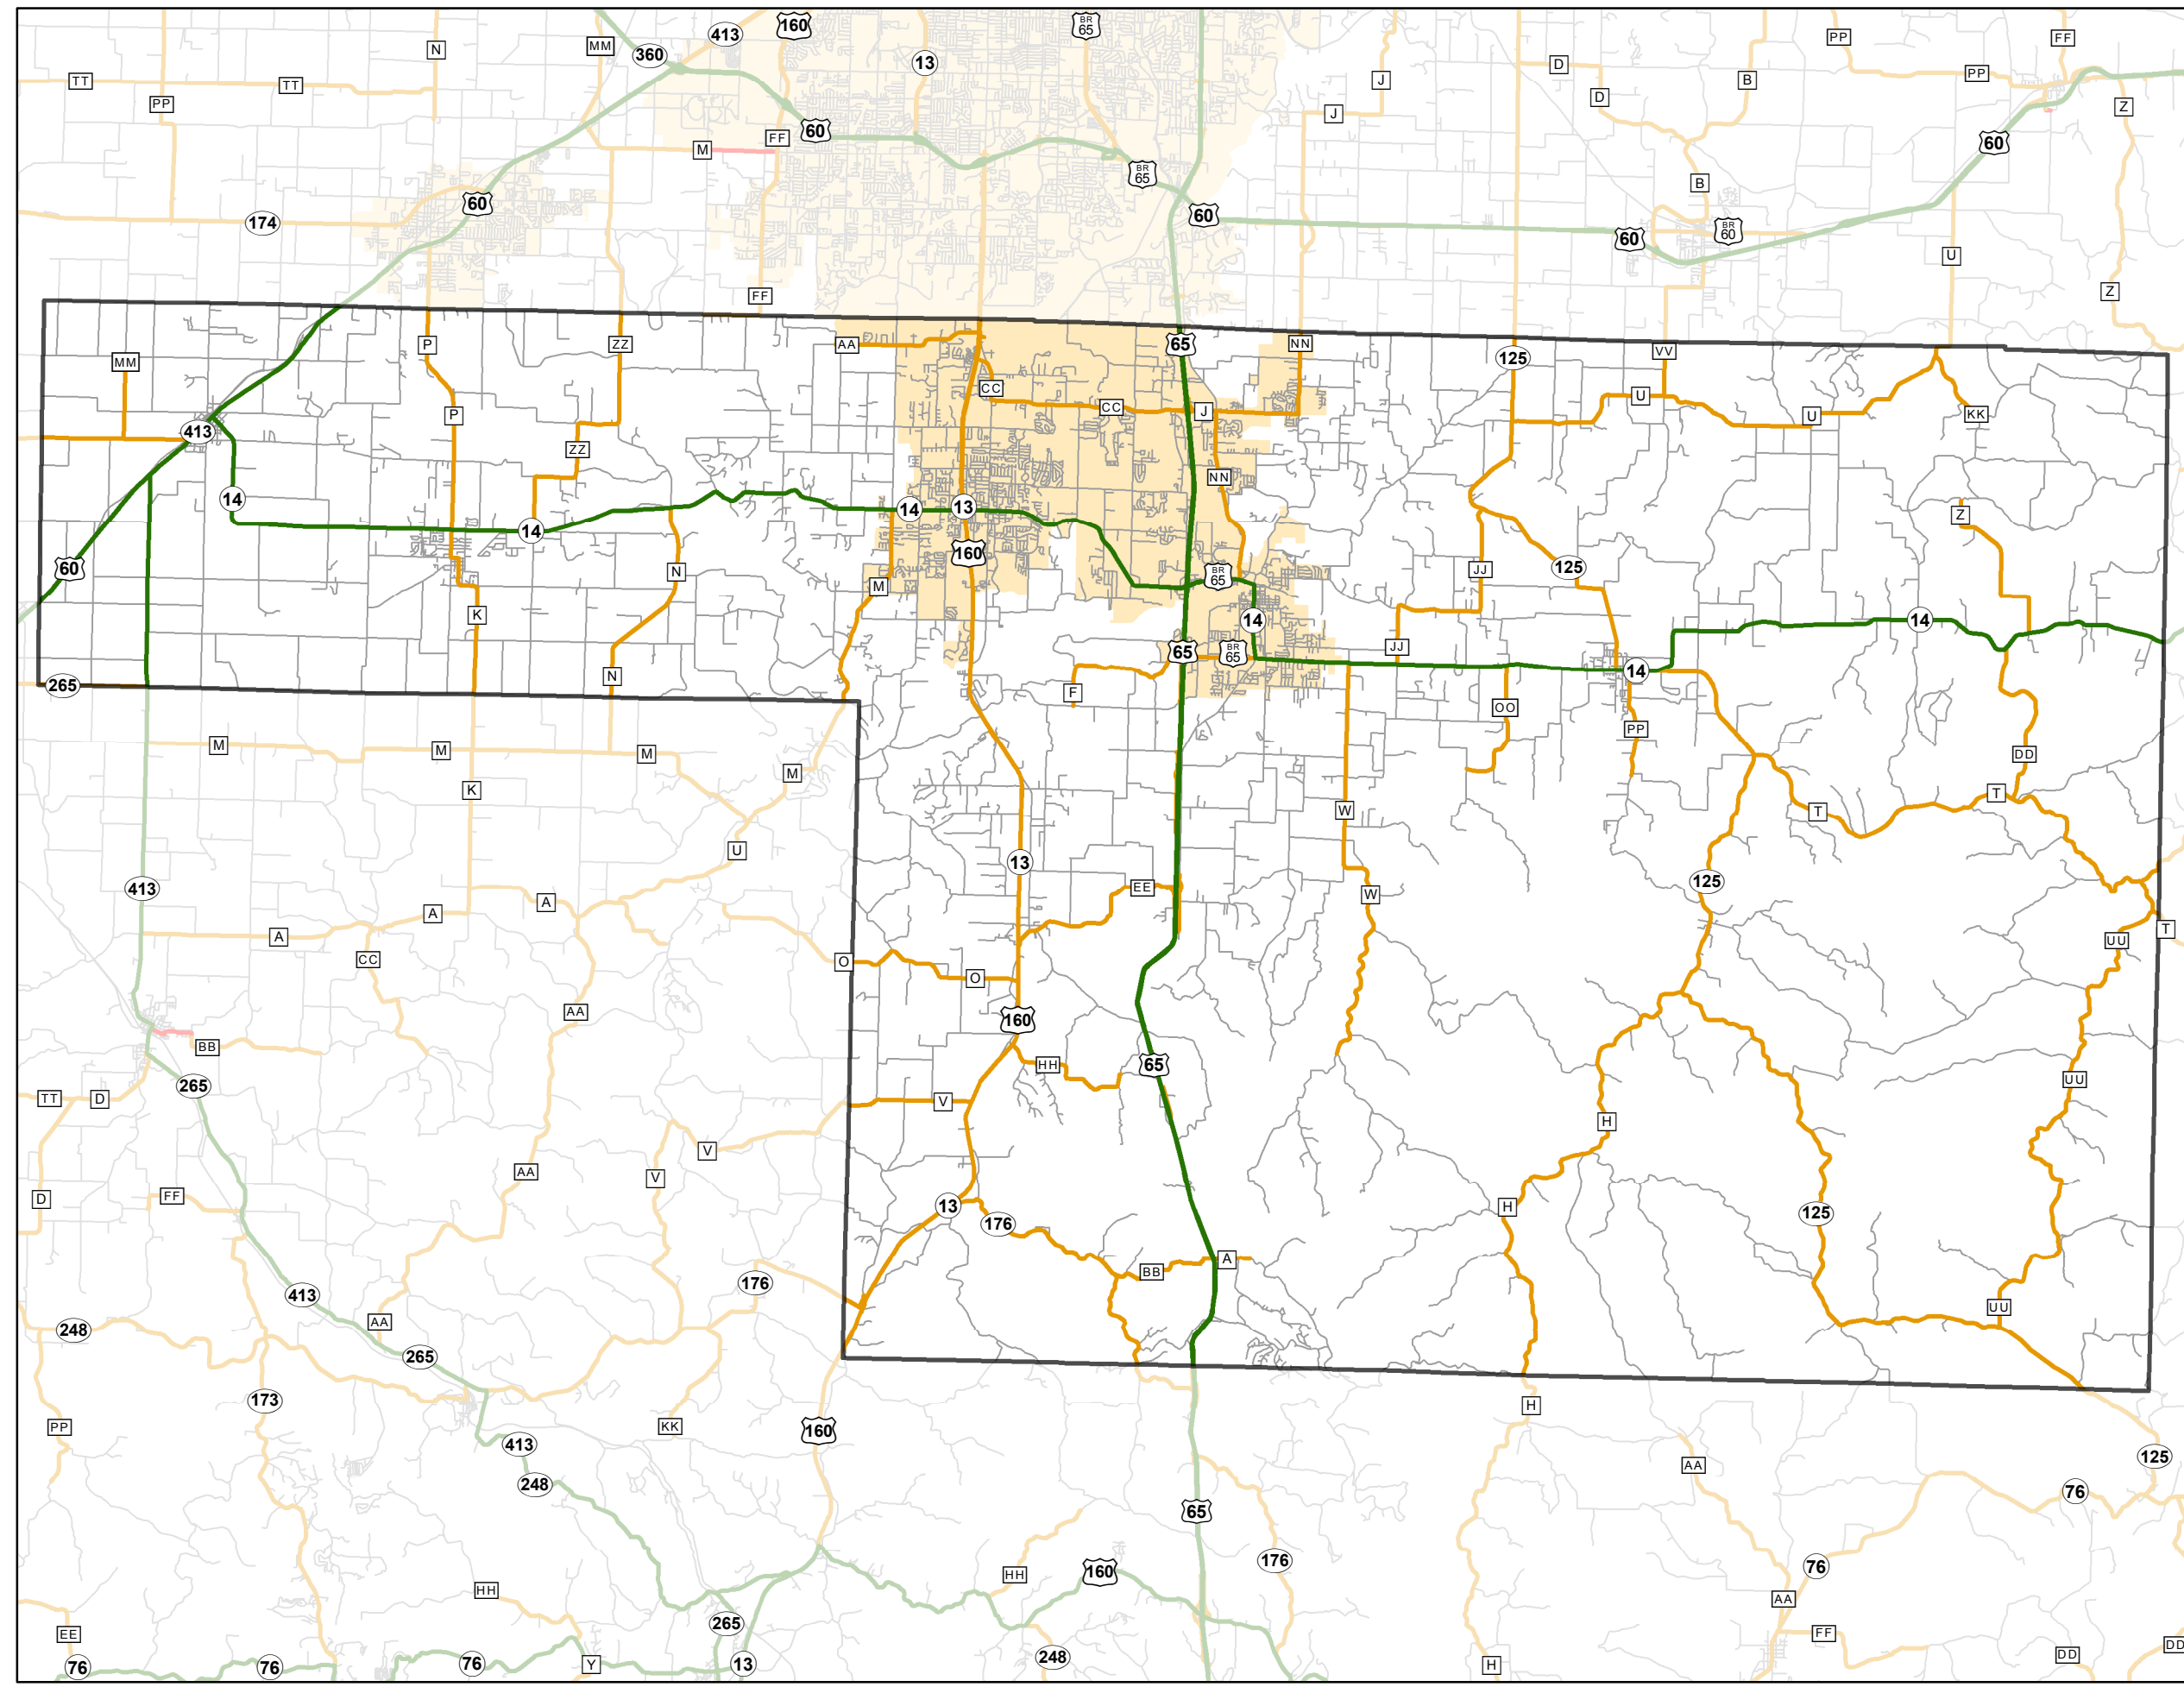 160
BR
65
413
13
N
MM
360
PP
FF
D
B
PP
TT
TT
J
D
PP
J
Z
60
FF
M
60
BR
65
B
60
174
60
60
BR
60
U
FF
Z
65
NN
AA
P
ZZ
VV
125
MM
CC
CC
J
U
U
KK
P
413
ZZ
NN
14
14
13
Z
14
160
125
60
N
BR
65
JJ
M
K
14
14
JJ
65
BR
65
14
N
265
F
OO
PP
M
M
M
DD
M
K
T
W
T
U
13
125
413
EE
W
A
A
A
T
UU
CC
O
O
AA
160
BB
HH
65
UU
265
TT
D
V
H
V
AA
V
D
FF
13
H
125
176
A
BB
176
413
UU
AA
248
265
173
H
PP
KK
160
413
125
AA
248
76
65
176
76
160
HH
HH
AA
265
EE
FF
DD
248
DD
76
76
76
Y
13
H